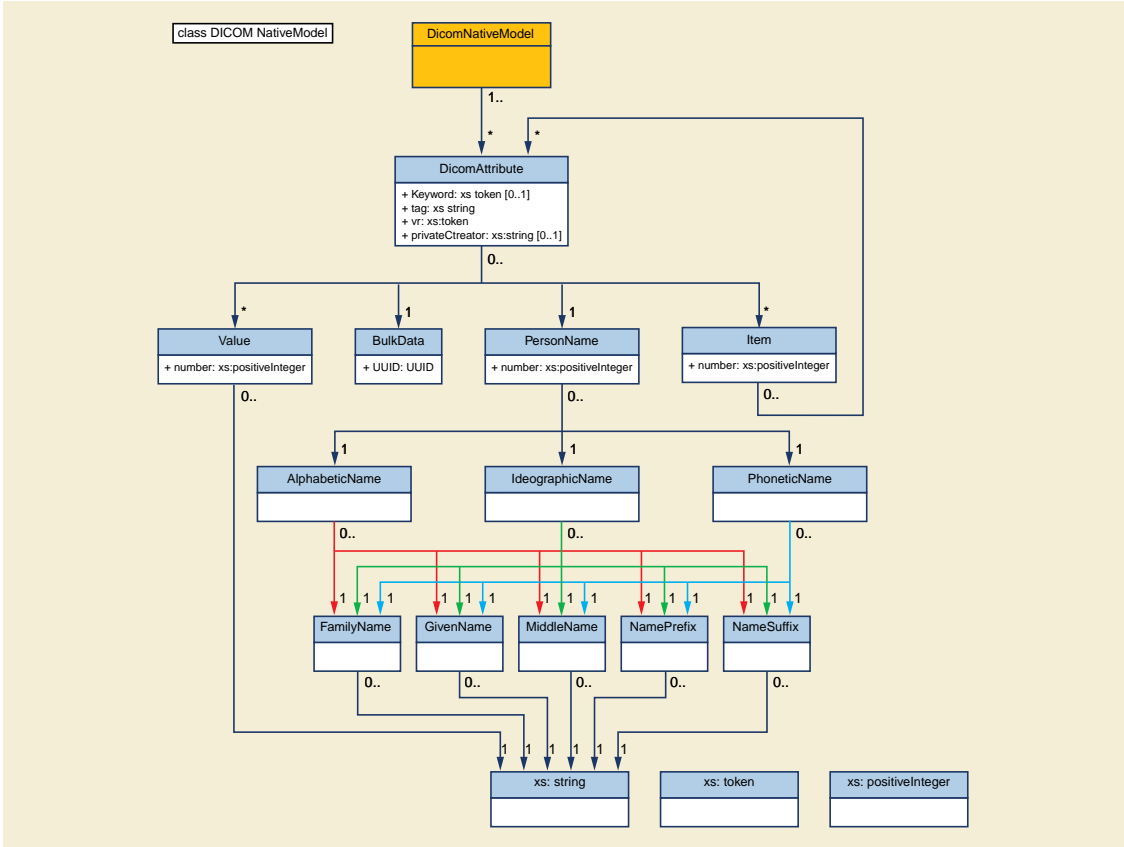 class DICOM NativeModel
DicomNativeModel
1..
*
*
DicomAttribute
+ Keyword: xs token [0..1]
+ tag: xs string
+ vr: xs:token
+ privateCtreator: xs:string [0..1]
0..
*
1
1
*
Value
+ number: xs:positiveInteger
BulkData
+ UUID: UUID
PersonName
+ number: xs:positiveInteger
Item
+ number: xs:positiveInteger
0..
0..
0..
1
1
1
AlphabeticName
IdeographicName
PhoneticName
0..
0..
0..
1 1 1 1 1 1 1 1 1 1 1 1 1 1 1
FamilyName
GivenName
MiddleName
NamePrefix
NameSuffix
0..
0..
0..
0..
0..
1 1 1 1 1 1
xs: string
xs: token
xs: positiveInteger